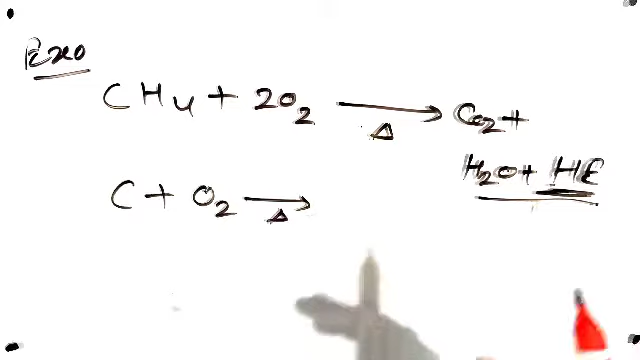 Exo
CH4 + 2O2 →
Δ
CO2 +
H2O + HE
C + O2 →
Δ